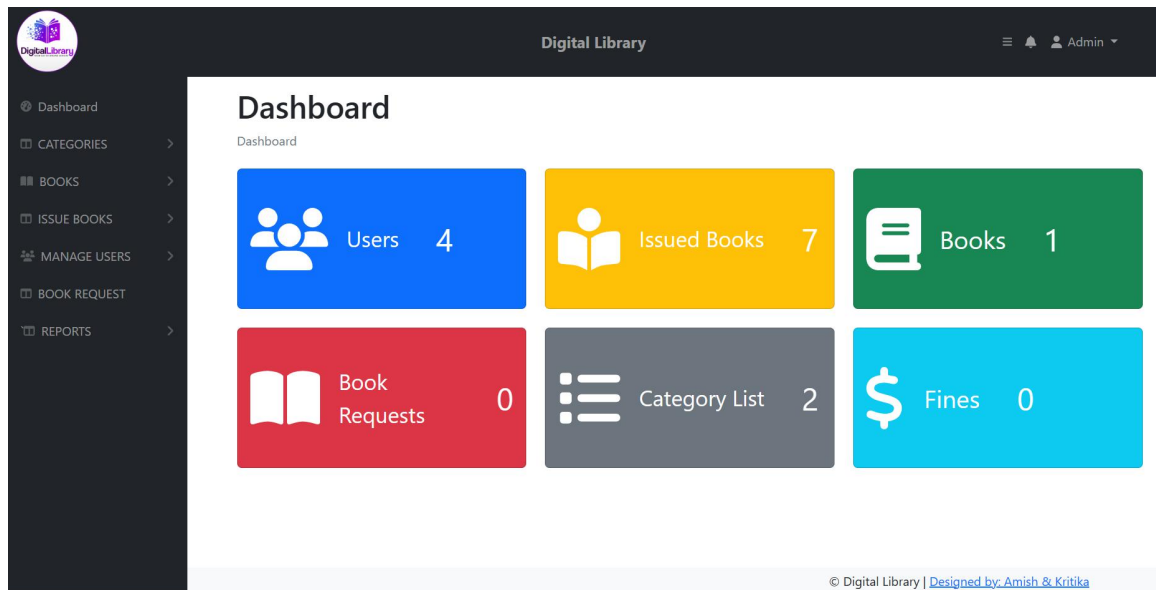 DigitalLibrary
Digital Library
Admin
Dashboard
CATEGORIES
BOOKS
ISSUE BOOKS
MANAGE USERS
BOOK REQUEST
REPORTS
Dashboard
Dashboard
Users 4
Issued Books 7
Books 1
Book
Requests 0
Category List 2
Fines 0
© Digital Library | Designed by: Amish & Kritika